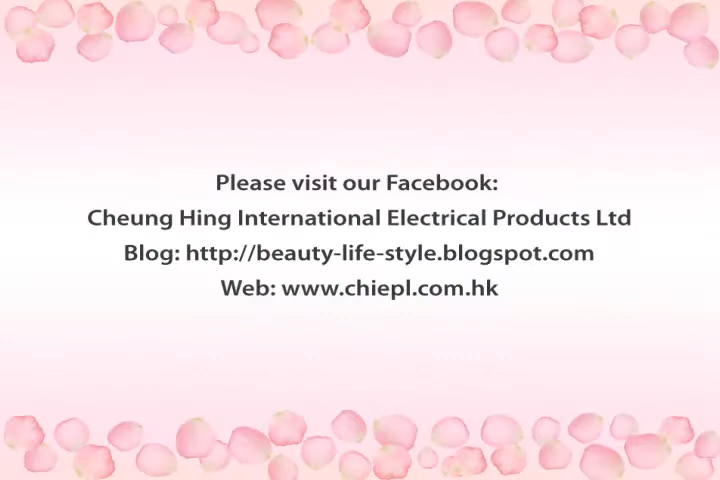 Please visit our Facebook:
Cheung Hing International Electrical Products Ltd
Blog: http://beauty-life-style.blogspot.com
Web: www.chiepl.com.hk